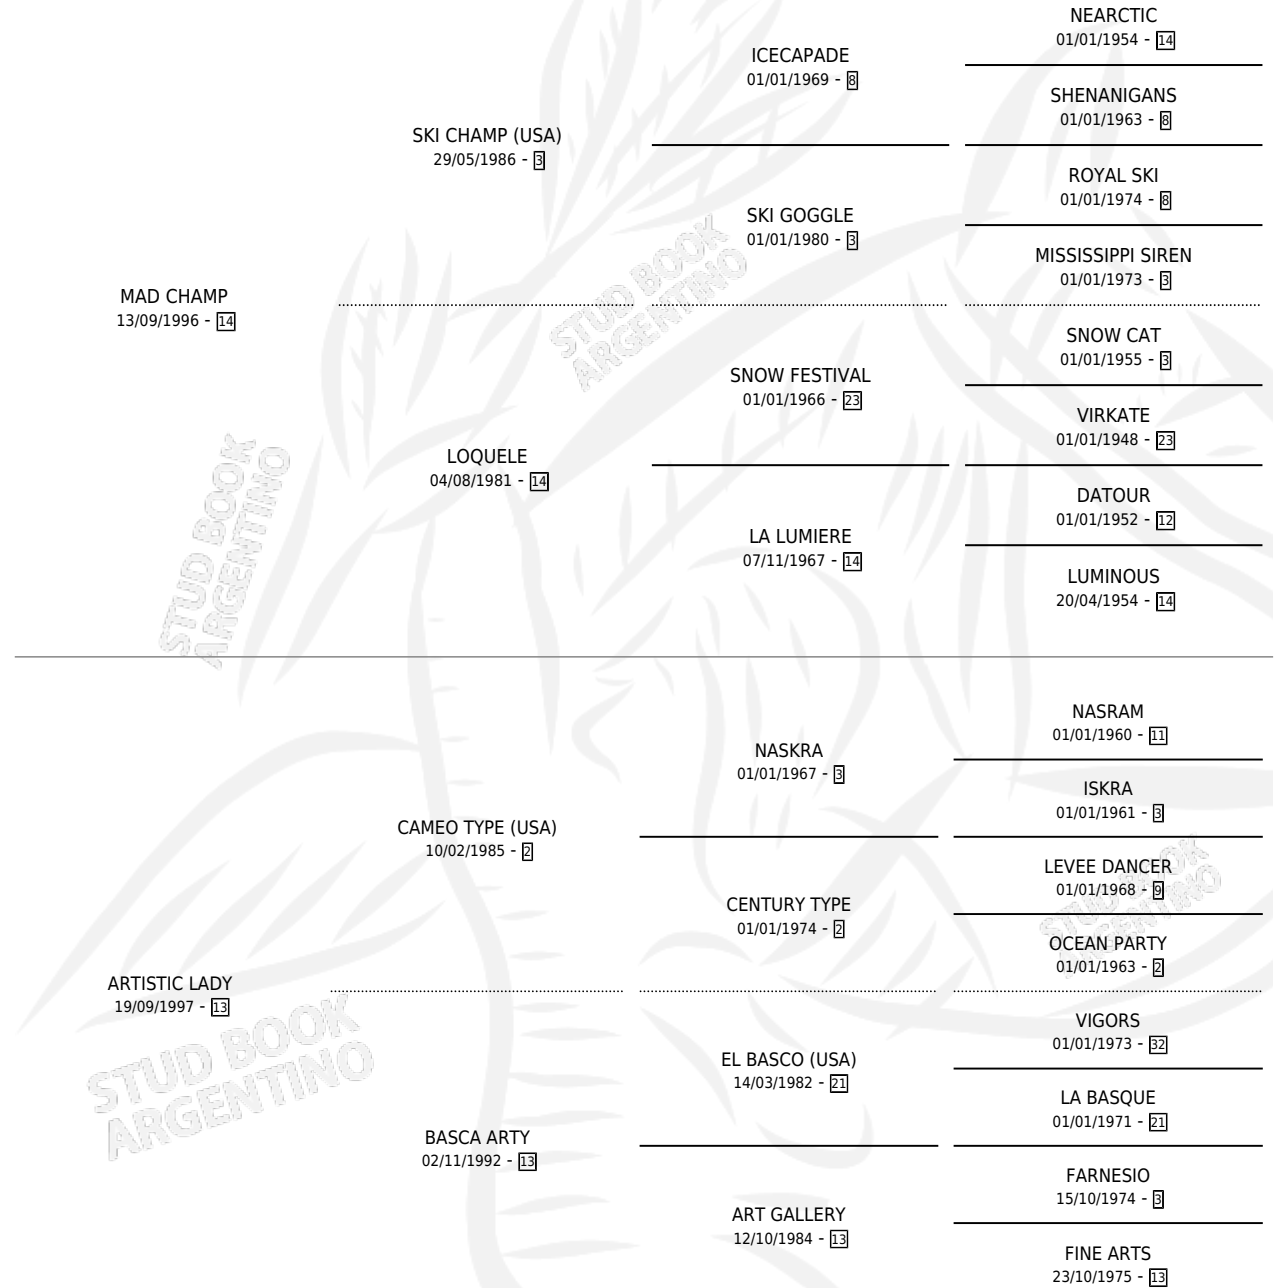 NEARCTIC
01/01/1954 - 14
ICECAPADE
01/01/1969 - 8
SHENANIGANS
01/01/1963 - 8
SKI CHAMP (USA)
29/05/1986 - 3
ROYAL SKI
01/01/1974 - 8
SKI GOGGLE
01/01/1980 - 3
MISSISSIPPI SIREN
01/01/1973 - 3
MAD CHAMP
13/09/1996 - 14
STUD BOOK
ARGENTINO
SNOW CAT
01/01/1955 - 3
SNOW FESTIVAL
01/01/1966 - 23
VIRKATE
01/01/1948 - 23
LOQUELE
04/08/1981 - 14
DATOUR
01/01/1952 - 12
LA LUMIERE
07/11/1967 - 14
LUMINOUS
20/04/1954 - 14
STUD BOOK
ARGENTINO
NASRAM
01/01/1960 - 11
NASKRA
01/01/1967 - 3
ISKRA
01/01/1961 - 3
CAMEO TYPE (USA)
10/02/1985 - 2
LEVEE DANCER
01/01/1968 - 9
CENTURY TYPE
01/01/1974 - 2
OCEAN PARTY
01/01/1963 - 2
STUD BOOK
ARGENTINO
ARTISTIC LADY
19/09/1997 - 13
VIGORS
01/01/1973 - 32
EL BASCO (USA)
14/03/1982 - 21
LA BASQUE
01/01/1971 - 21
STUD BOOK
ARGENTINO
BASCA ARTY
02/11/1992 - 13
FARNESIO
15/10/1974 - 3
ART GALLERY
12/10/1984 - 13
FINE ARTS
23/10/1975 - 13